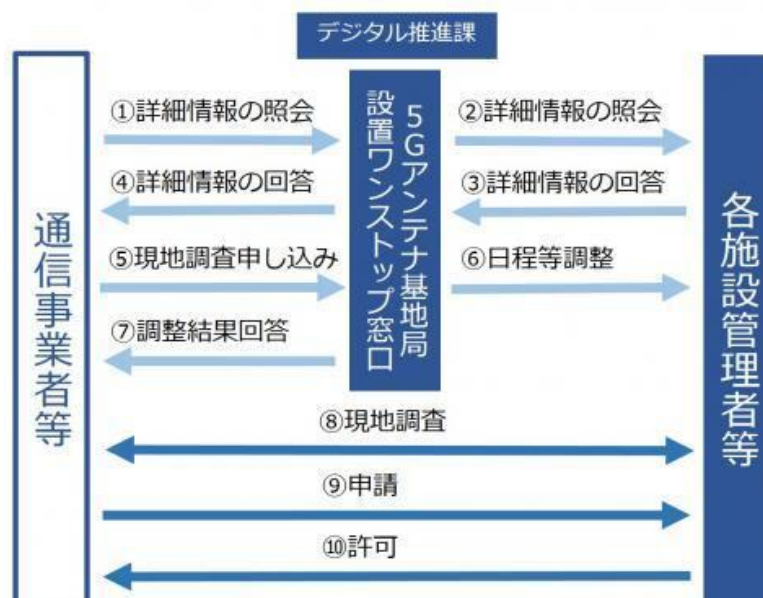 デジタル推進課
通信事業者等
5Gアンテナ基地局
設置ワンストップ窓口
各施設管理者等
①詳細情報の照会
②詳細情報の照会
④詳細情報の回答
③詳細情報の回答
⑤現地調査申し込み
⑥日程等調整
⑦調整結果回答
⑧現地調査
⑨申請
⑩許可